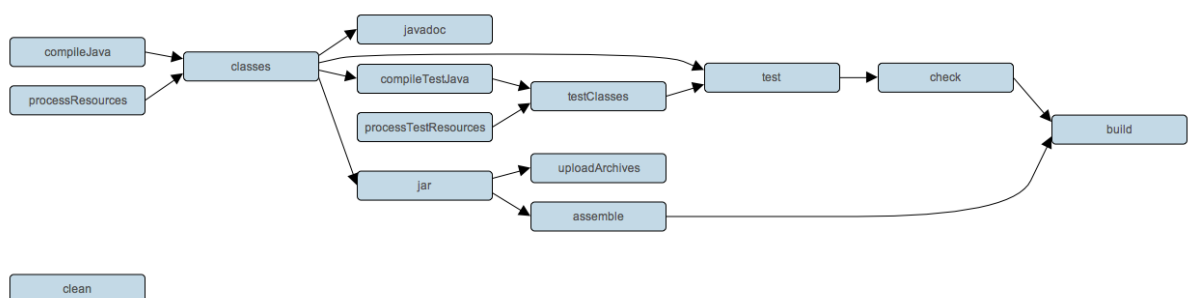 javadoc
compileJava
classes
compileTestJava
test
check
processResources
testClasses
processTestResources
build
uploadArchives
jar
assemble
clean